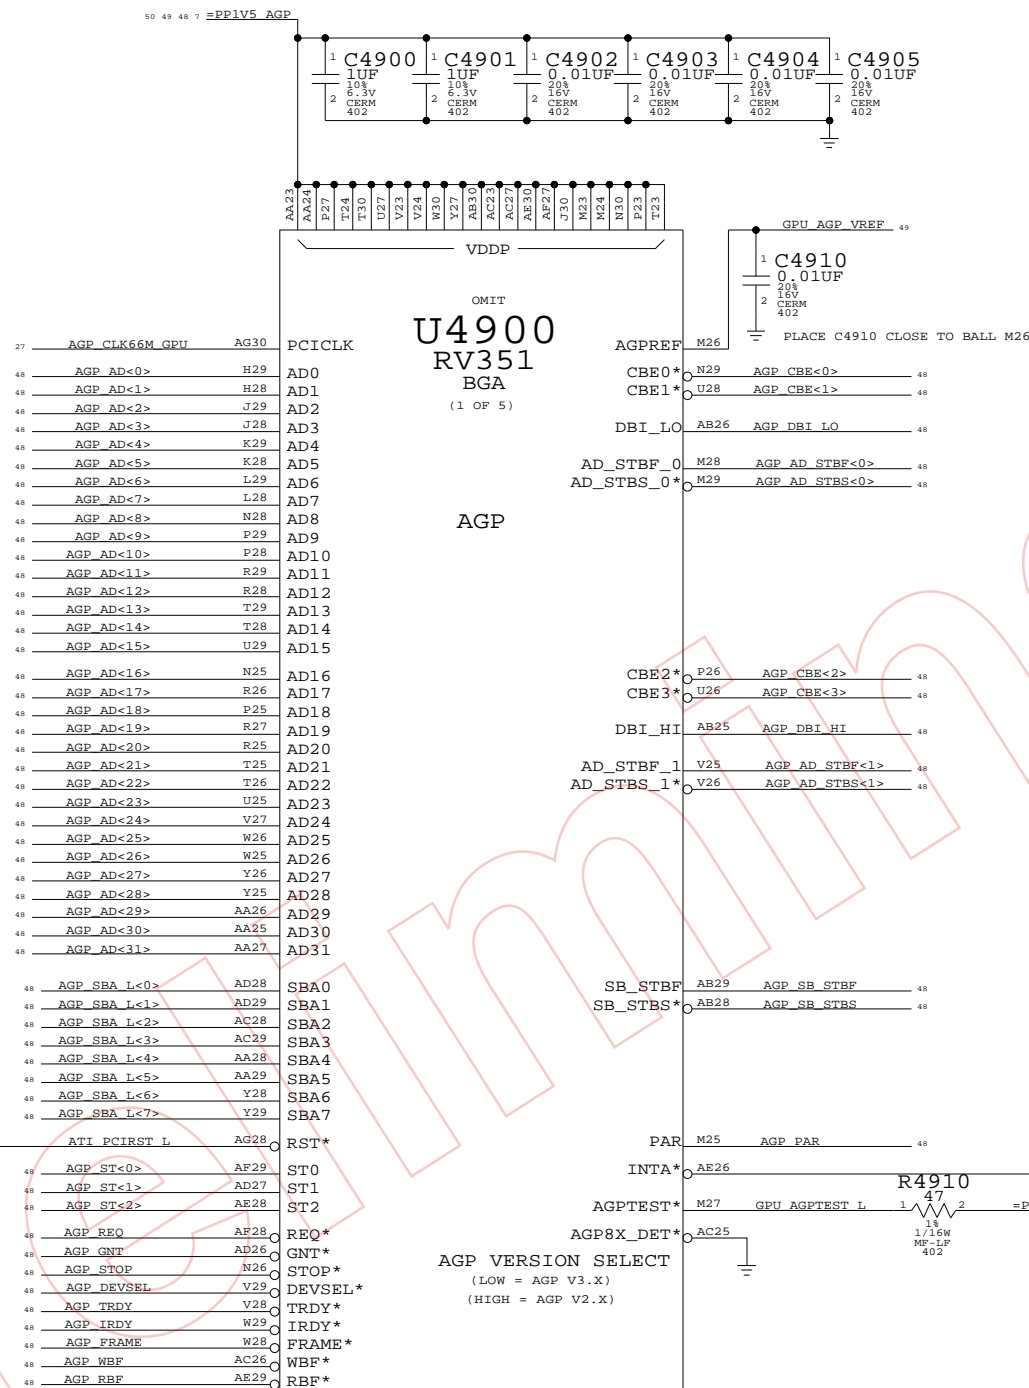 50 49 48 7 =PP1V5_AGP
1 C4900 1UF 10% 6.3V 2 CERM 402
1 C4901 1UF 10% 6.3V 2 CERM 402
1 C4902 0.01UF 20% 16V 2 CERM 402
1 C4903 0.01UF 20% 16V 2 CERM 402
1 C4904 0.01UF 20% 16V 2 CERM 402
1 C4905 0.01UF 20% 16V 2 CERM 402
AA23 AA24 P27 T24 T30 U27 V23 V24 W30 Y27 AB30 AC23 AC27 AE30 AF27 J30 M23 M24 N30 P23 T23
VDDP
GPU_AGP_VREF 49
1 C4910 0.01UF 20% 16V 2 CERM 402
PLACE C4910 CLOSE TO BALL M26
OMIT
U4900
RV351
BGA
(1 OF 5)
AGP
27 AGP_CLK66M_GPU AG30 PCICLK
48 AGP_AD<0> H29 AD0
48 AGP_AD<1> H28 AD1
48 AGP_AD<2> J29 AD2
48 AGP_AD<3> J28 AD3
48 AGP_AD<4> K29 AD4
48 AGP_AD<5> K28 AD5
48 AGP_AD<6> L29 AD6
48 AGP_AD<7> L28 AD7
48 AGP_AD<8> N28 AD8
48 AGP_AD<9> P29 AD9
48 AGP_AD<10> P28 AD10
48 AGP_AD<11> R29 AD11
48 AGP_AD<12> R28 AD12
48 AGP_AD<13> T29 AD13
48 AGP_AD<14> T28 AD14
48 AGP_AD<15> U29 AD15
48 AGP_AD<16> N25 AD16
48 AGP_AD<17> R26 AD17
48 AGP_AD<18> P25 AD18
48 AGP_AD<19> R27 AD19
48 AGP_AD<20> R25 AD20
48 AGP_AD<21> T25 AD21
48 AGP_AD<22> T26 AD22
48 AGP_AD<23> U25 AD23
48 AGP_AD<24> V27 AD24
48 AGP_AD<25> W26 AD25
48 AGP_AD<26> W25 AD26
48 AGP_AD<27> Y26 AD27
48 AGP_AD<28> Y25 AD28
48 AGP_AD<29> AA26 AD29
48 AGP_AD<30> AA25 AD30
48 AGP_AD<31> AA27 AD31
48 AGP_SBA_L<0> AD28 SBA0
48 AGP_SBA_L<1> AD29 SBA1
48 AGP_SBA_L<2> AC28 SBA2
48 AGP_SBA_L<3> AC29 SBA3
48 AGP_SBA_L<4> AA28 SBA4
48 AGP_SBA_L<5> AA29 SBA5
48 AGP_SBA_L<6> Y28 SBA6
48 AGP_SBA_L<7> Y29 SBA7
ATI_PCIRST_L AG28 RST*
48 AGP_ST<0> AF29 ST0
48 AGP_ST<1> AD27 ST1
48 AGP_ST<2> AE28 ST2
48 AGP_REQ AF28 REQ*
48 AGP_GNT AD26 GNT*
48 AGP_STOP N26 STOP*
48 AGP_DEVSEL V29 DEVSEL*
48 AGP_TRDY V28 TRDY*
48 AGP_IRDY W29 IRDY*
48 AGP_FRAME W28 FRAME*
48 AGP_WBF AC26 WBF*
48 AGP_RBF AE29 RBF*
AGPREF M26
CBE0* N29 AGP_CBE<0> 48
CBE1* U28 AGP_CBE<1> 48
DBI_LO AB26 AGP_DBI_LO 48
AD_STBF_0 M28 AGP_AD_STBF<0> 48
AD_STBS_0* M29 AGP_AD_STBS<0> 48
CBE2* P26 AGP_CBE<2> 48
CBE3* U26 AGP_CBE<3> 48
DBI_HI AB25 AGP_DBI_HI 48
AD_STBF_1 V25 AGP_AD_STBF<1> 48
AD_STBS_1* V26 AGP_AD_STBS<1> 48
SB_STBF AB29 AGP_SB_STBF 48
SB_STBS* AB28 AGP_SB_STBS 48
PAR M25 AGP_PAR 48
INTA* AE26
AGPTEST* M27 GPU_AGPTEST_L 1 R4910 47 2 =P
1%
1/16W
MF-LF
402
AGP8X_DET* AC25
AGP VERSION SELECT
(LOW = AGP V3.X)
(HIGH = AGP V2.X)
elimin